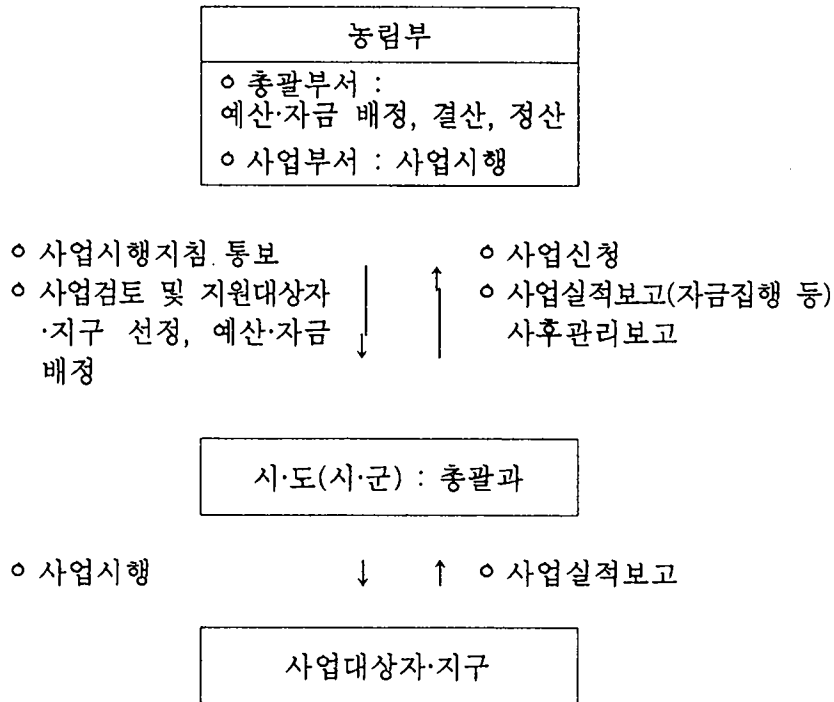 농림부
o 총괄부서 :
예산·자금 배정, 결산, 정산
o 사업부서 : 사업시행
o 사업시행지침 통보
o 사업검토 및 지원대상자
·지구 선정, 예산·자금
배정
↓ ↑
o 사업신청
o 사업실적보고(자금집행 등)
사후관리보고
시·도(시·군) : 총괄과
o 사업시행 ↓ ↑ o 사업실적보고
사업대상자·지구